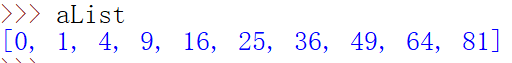 >>> aList
[0, 1, 4, 9, 16, 25, 36, 49, 64, 81]